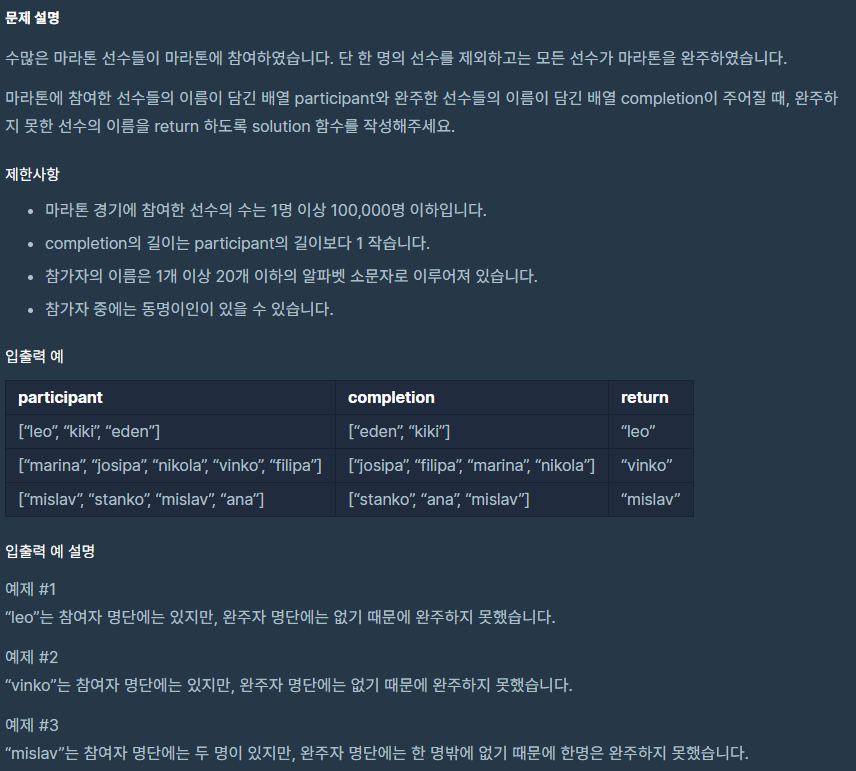 문제 설명
수많은 마라톤 선수들이 마라톤에 참여하였습니다. 단 한 명의 선수를 제외하고는 모든 선수가 마라톤을 완주하였습니다.
마라톤에 참여한 선수들의 이름이 담긴 배열 participant와 완주한 선수들의 이름이 담긴 배열 completion이 주어질 때, 완주하
지 못한 선수의 이름을 return 하도록 solution 함수를 작성해주세요.
제한사항
• 마라톤 경기에 참여한 선수의 수는 1명 이상 100,000명 이하입니다.
• completion의 길이는 participant의 길이보다 1 작습니다.
• 참가자의 이름은 1개 이상 20개 이하의 알파벳 소문자로 이루어져 있습니다.
• 참가자 중에는 동명이인이 있을 수 있습니다.
입출력 예
participant completion return
[“leo”, “kiki”, “eden”] [“eden”, “kiki”] “leo”
[“marina”, “josipa”, “nikola”, “vinko”, “filipa”] [“josipa”, “filipa”, “marina”, “nikola”] “vinko”
[“mislav”, “stanko”, “mislav”, “ana”] [“stanko”, “ana”, “mislav”] “mislav”
입출력 예 설명
예제 #1
“leo”는 참여자 명단에는 있지만, 완주자 명단에는 없기 때문에 완주하지 못했습니다.
예제 #2
“vinko”는 참여자 명단에는 있지만, 완주자 명단에는 없기 때문에 완주하지 못했습니다.
예제 #3
“mislav”는 참여자 명단에는 두 명이 있지만, 완주자 명단에는 한 명밖에 없기 때문에 한명은 완주하지 못했습니다.